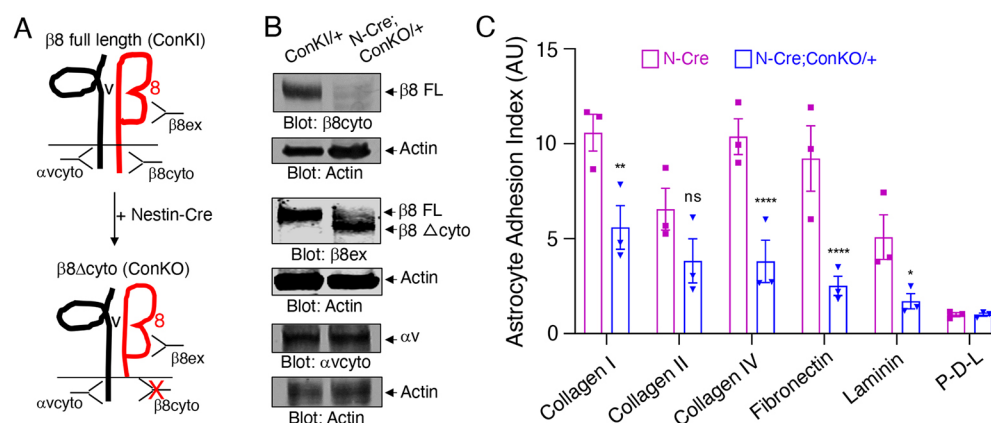 A
β8 full length (ConKI)
v
8
β8ex
αvcyto
β8cyto
+ Nestin-Cre
β8Δcyto (ConKO)
v
8
β8ex
αvcyto
β8cyto
B
ConKI/+
N-Cre;
ConKO/+
β8 FL
Blot: β8cyto
Actin
Blot: Actin
β8 FL
β8 Δcyto
Blot: β8ex
Actin
Blot: Actin
αv
Blot: αvcyto
Actin
Blot: Actin
C
Astrocyte Adhesion Index (AU)
15
10
5
0
N-Cre
N-Cre;ConKO/+
**
ns
****
****
*
Collagen I
Collagen II
Collagen IV
Fibronectin
Laminin
P-D-L